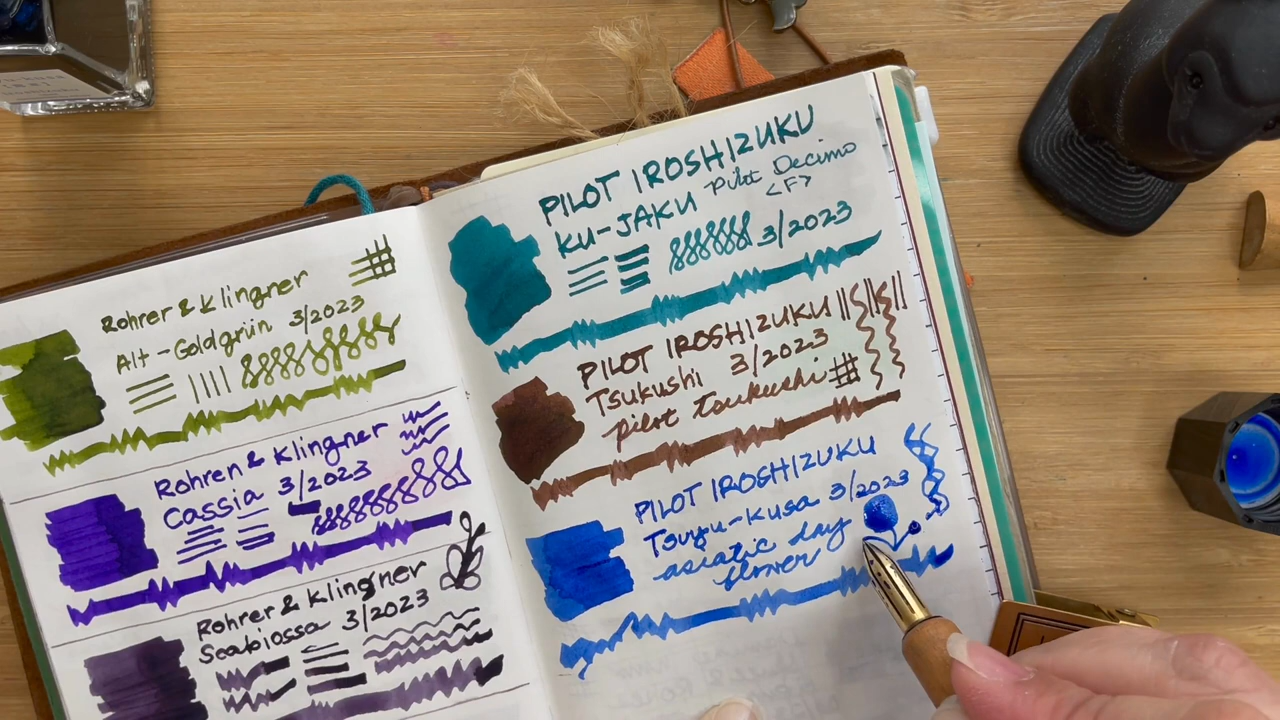 Rohrer & Klingner
Alt-Goldgrün 3/2023
Rohren & Klingner
Cassia 3/2023
Rohrer & Klingner
Scabiossa 3/2023
PILOT IROSHIZUKU
KU-JAKU Pilot Decimo
<F>
3/2023
PILOT IROSHIZUKU
Tsukushi 3/2023
pilot tsukushi
PILOT IROSHIZUKU
Tsuyu-Kusa 3/2023
asiatic day
flower